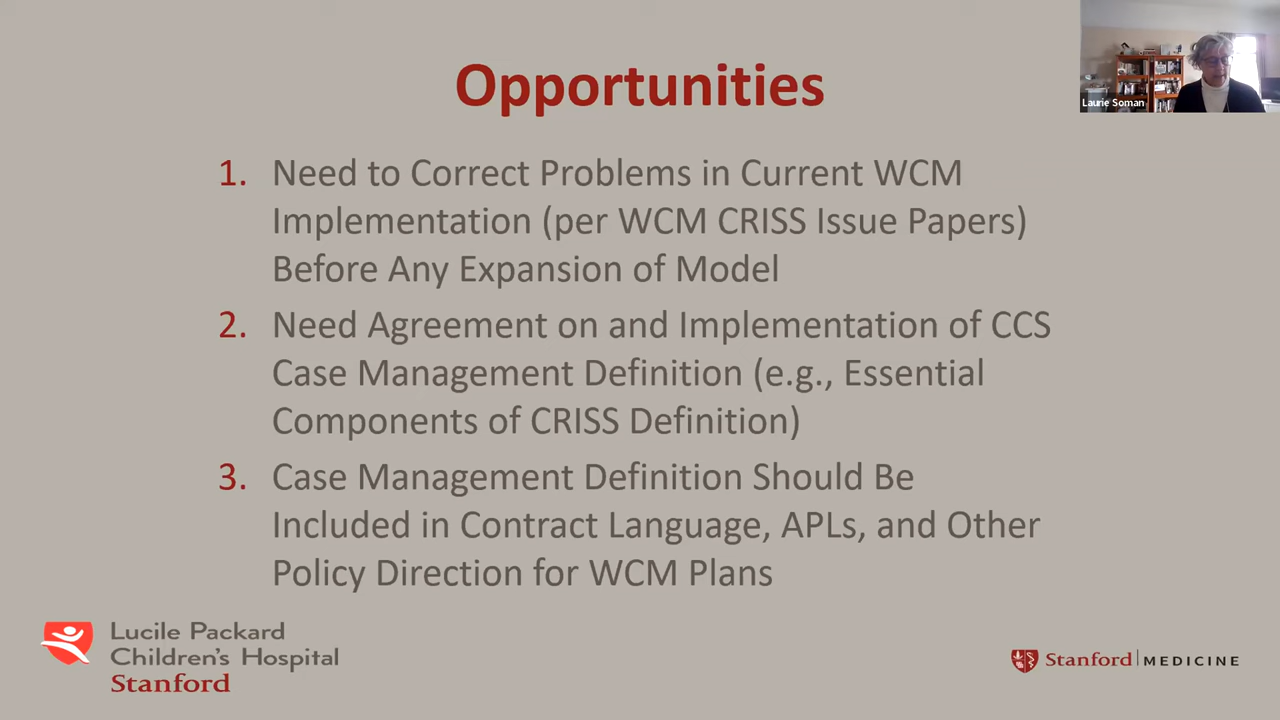 Opportunities
Laurie Soman
1. Need to Correct Problems in Current WCM
Implementation (per WCM CRISS Issue Papers)
Before Any Expansion of Model
2. Need Agreement on and Implementation of CCS
Case Management Definition (e.g., Essential
Components of CRISS Definition)
3. Case Management Definition Should Be
Included in Contract Language, APLs, and Other
Policy Direction for WCM Plans
Lucile Packard
Children's Hospital
Stanford
Stanford MEDICINE